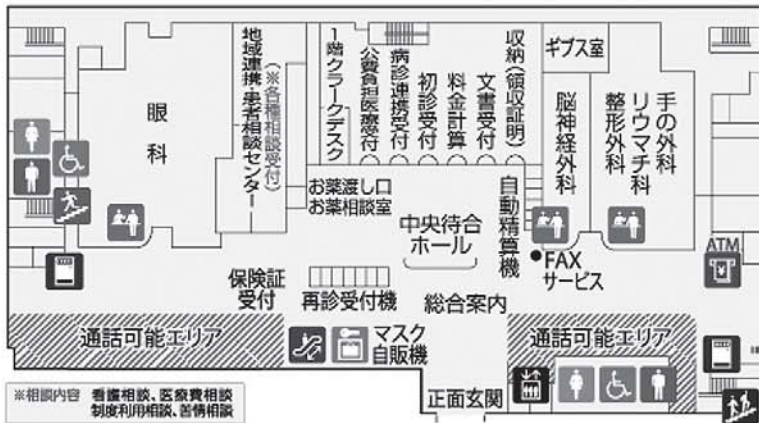 眼科
地域連携・患者相談センター
(※各種相談受付)
1階クラークデスク
公費負担医療受付
病診連携受付
初診受付
料金計算
文書受付
収納(領収証明)
ギプス室
脳神経外科
手の外科
リウマチ科
整形外科
お薬渡し口
お薬相談室
中央待合
ホール
自動精算機
●FAX
サービス
ATM
保険証
受付
再診受付機
総合案内
通話可能エリア
マスク
自販機
通話可能エリア
正面玄関
※相談内容 看護相談、医療費相談
制度利用相談、苦情相談